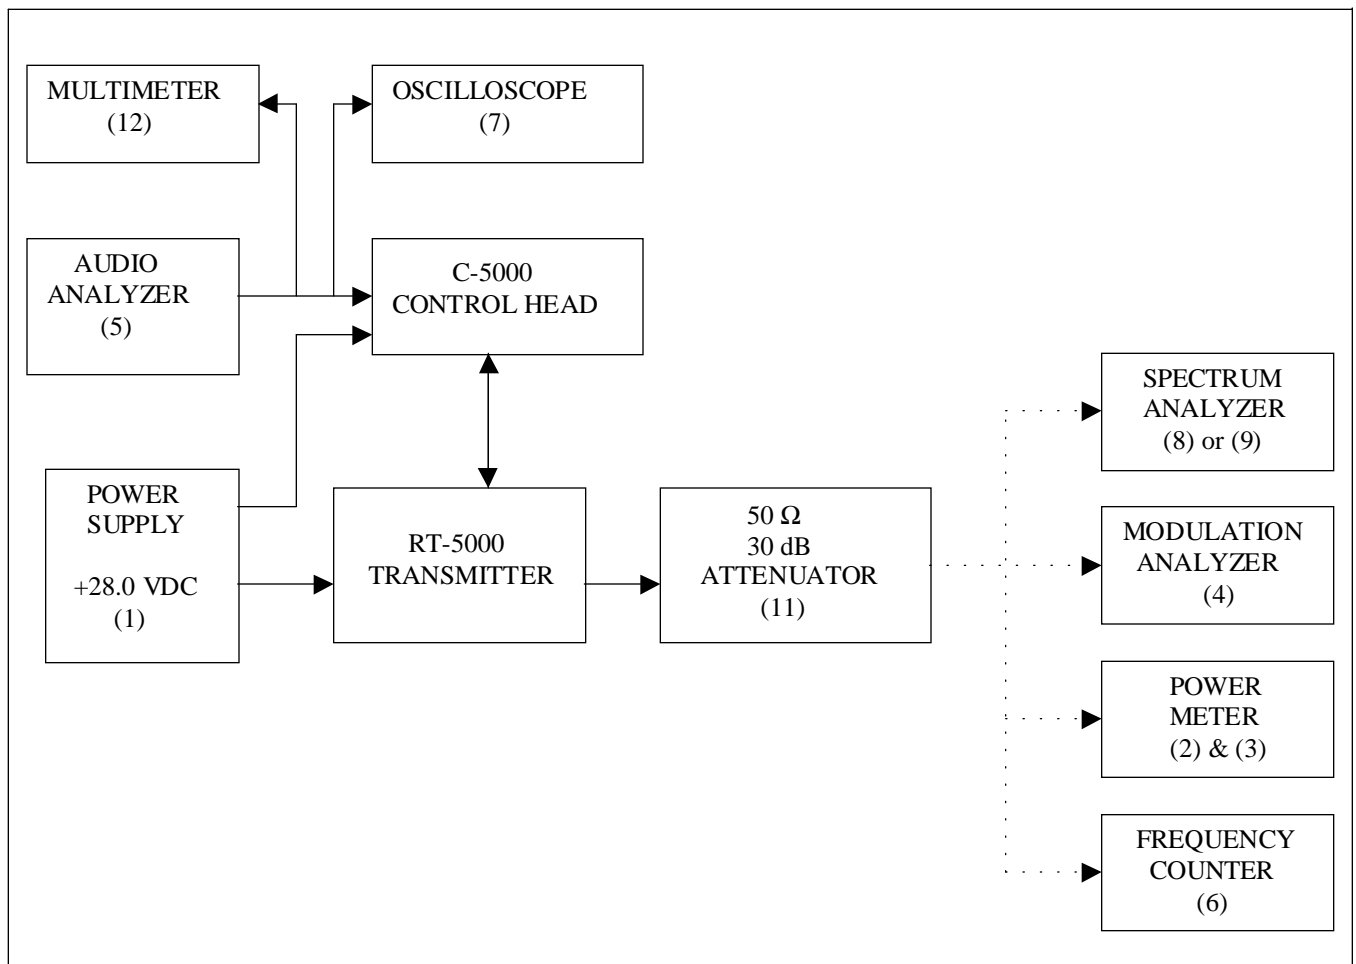 MULTIMETER
(12)
OSCILLOSCOPE
(7)
AUDIO
ANALYZER
(5)
C-5000
CONTROL HEAD
POWER
SUPPLY
+28.0 VDC
(1)
RT-5000
TRANSMITTER
50 Ω
30 dB
ATTENUATOR
(11)
SPECTRUM
ANALYZER
(8) or (9)
MODULATION
ANALYZER
(4)
POWER
METER
(2) & (3)
FREQUENCY
COUNTER
(6)